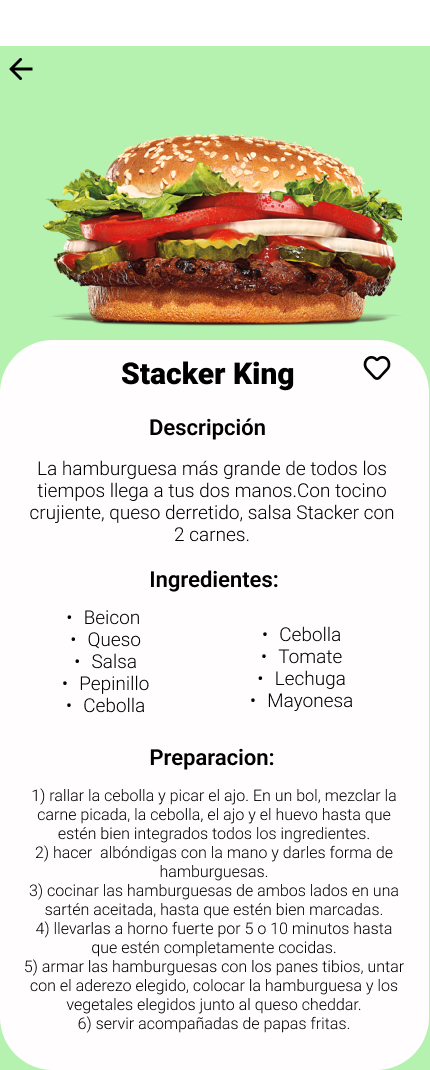 Stacker King
Descripción
La hamburguesa más grande de todos los
tiempos llega a tus dos manos.Con tocino
crujiente, queso derretido, salsa Stacker con
2 carnes.
Ingredientes:
• Beicon
• Queso
• Salsa
• Pepinillo
• Cebolla
• Cebolla
• Tomate
• Lechuga
• Mayonesa
Preparacion:
1) rallar la cebolla y picar el ajo. En un bol, mezclar la
carne picada, la cebolla, el ajo y el huevo hasta que
estén bien integrados todos los ingredientes.
2) hacer  albóndigas con la mano y darles forma de
hamburguesas.
3) cocinar las hamburguesas de ambos lados en una
sartén aceitada, hasta que estén bien marcadas.
4) llevarlas a horno fuerte por 5 o 10 minutos hasta
que estén completamente cocidas.
5) armar las hamburguesas con los panes tibios, untar
con el aderezo elegido, colocar la hamburguesa y los
vegetales elegidos junto al queso cheddar.
6) servir acompañadas de papas fritas.